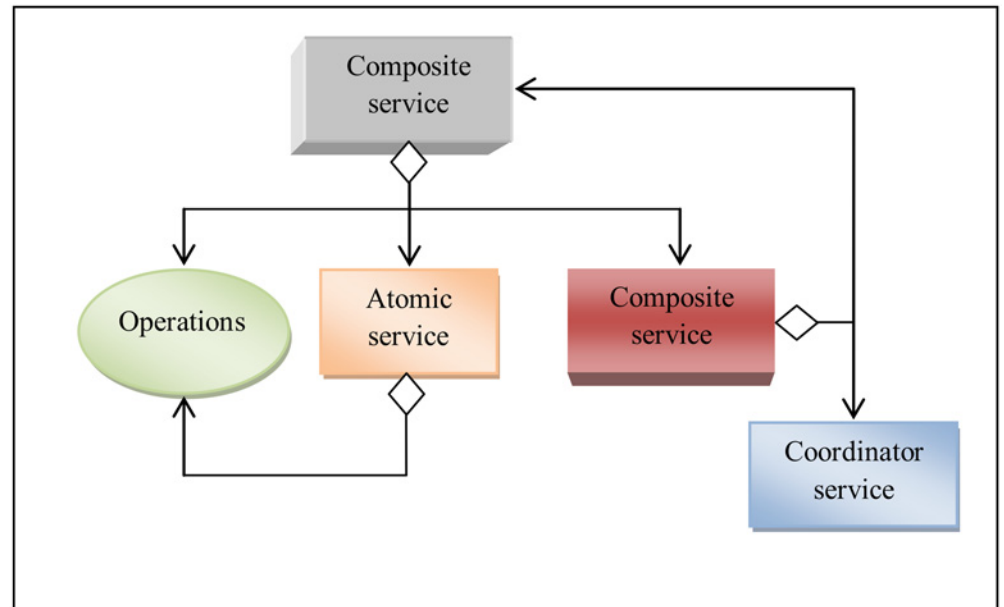 Composite
service
Operations
Atomic
service
Composite
service
Coordinator
service